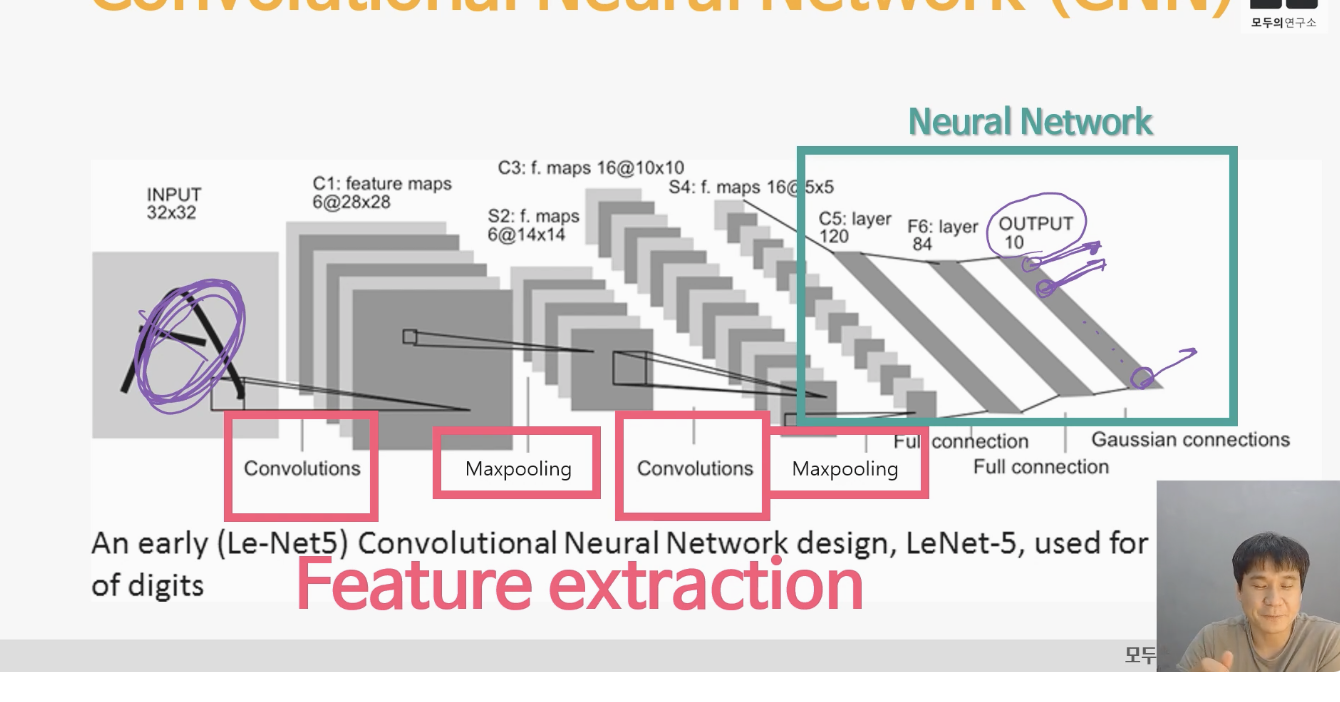 Convolutional Neural Network (CNN)
모두의연구소
Neural Network
C3: f. maps 16@10x10
INPUT
32x32
C1: feature maps
6@28x28
S4: f. maps 16@5x5
S2: f. maps
6@14x14
C5: layer
120
F6: layer
84
OUTPUT
10
Convolutions
Maxpooling
Convolutions
Maxpooling
Full connection
Full connection
Gaussian connections
An early (Le-Net5) Convolutional Neural Network design, LeNet-5, used for
of digits
Feature extraction
모두